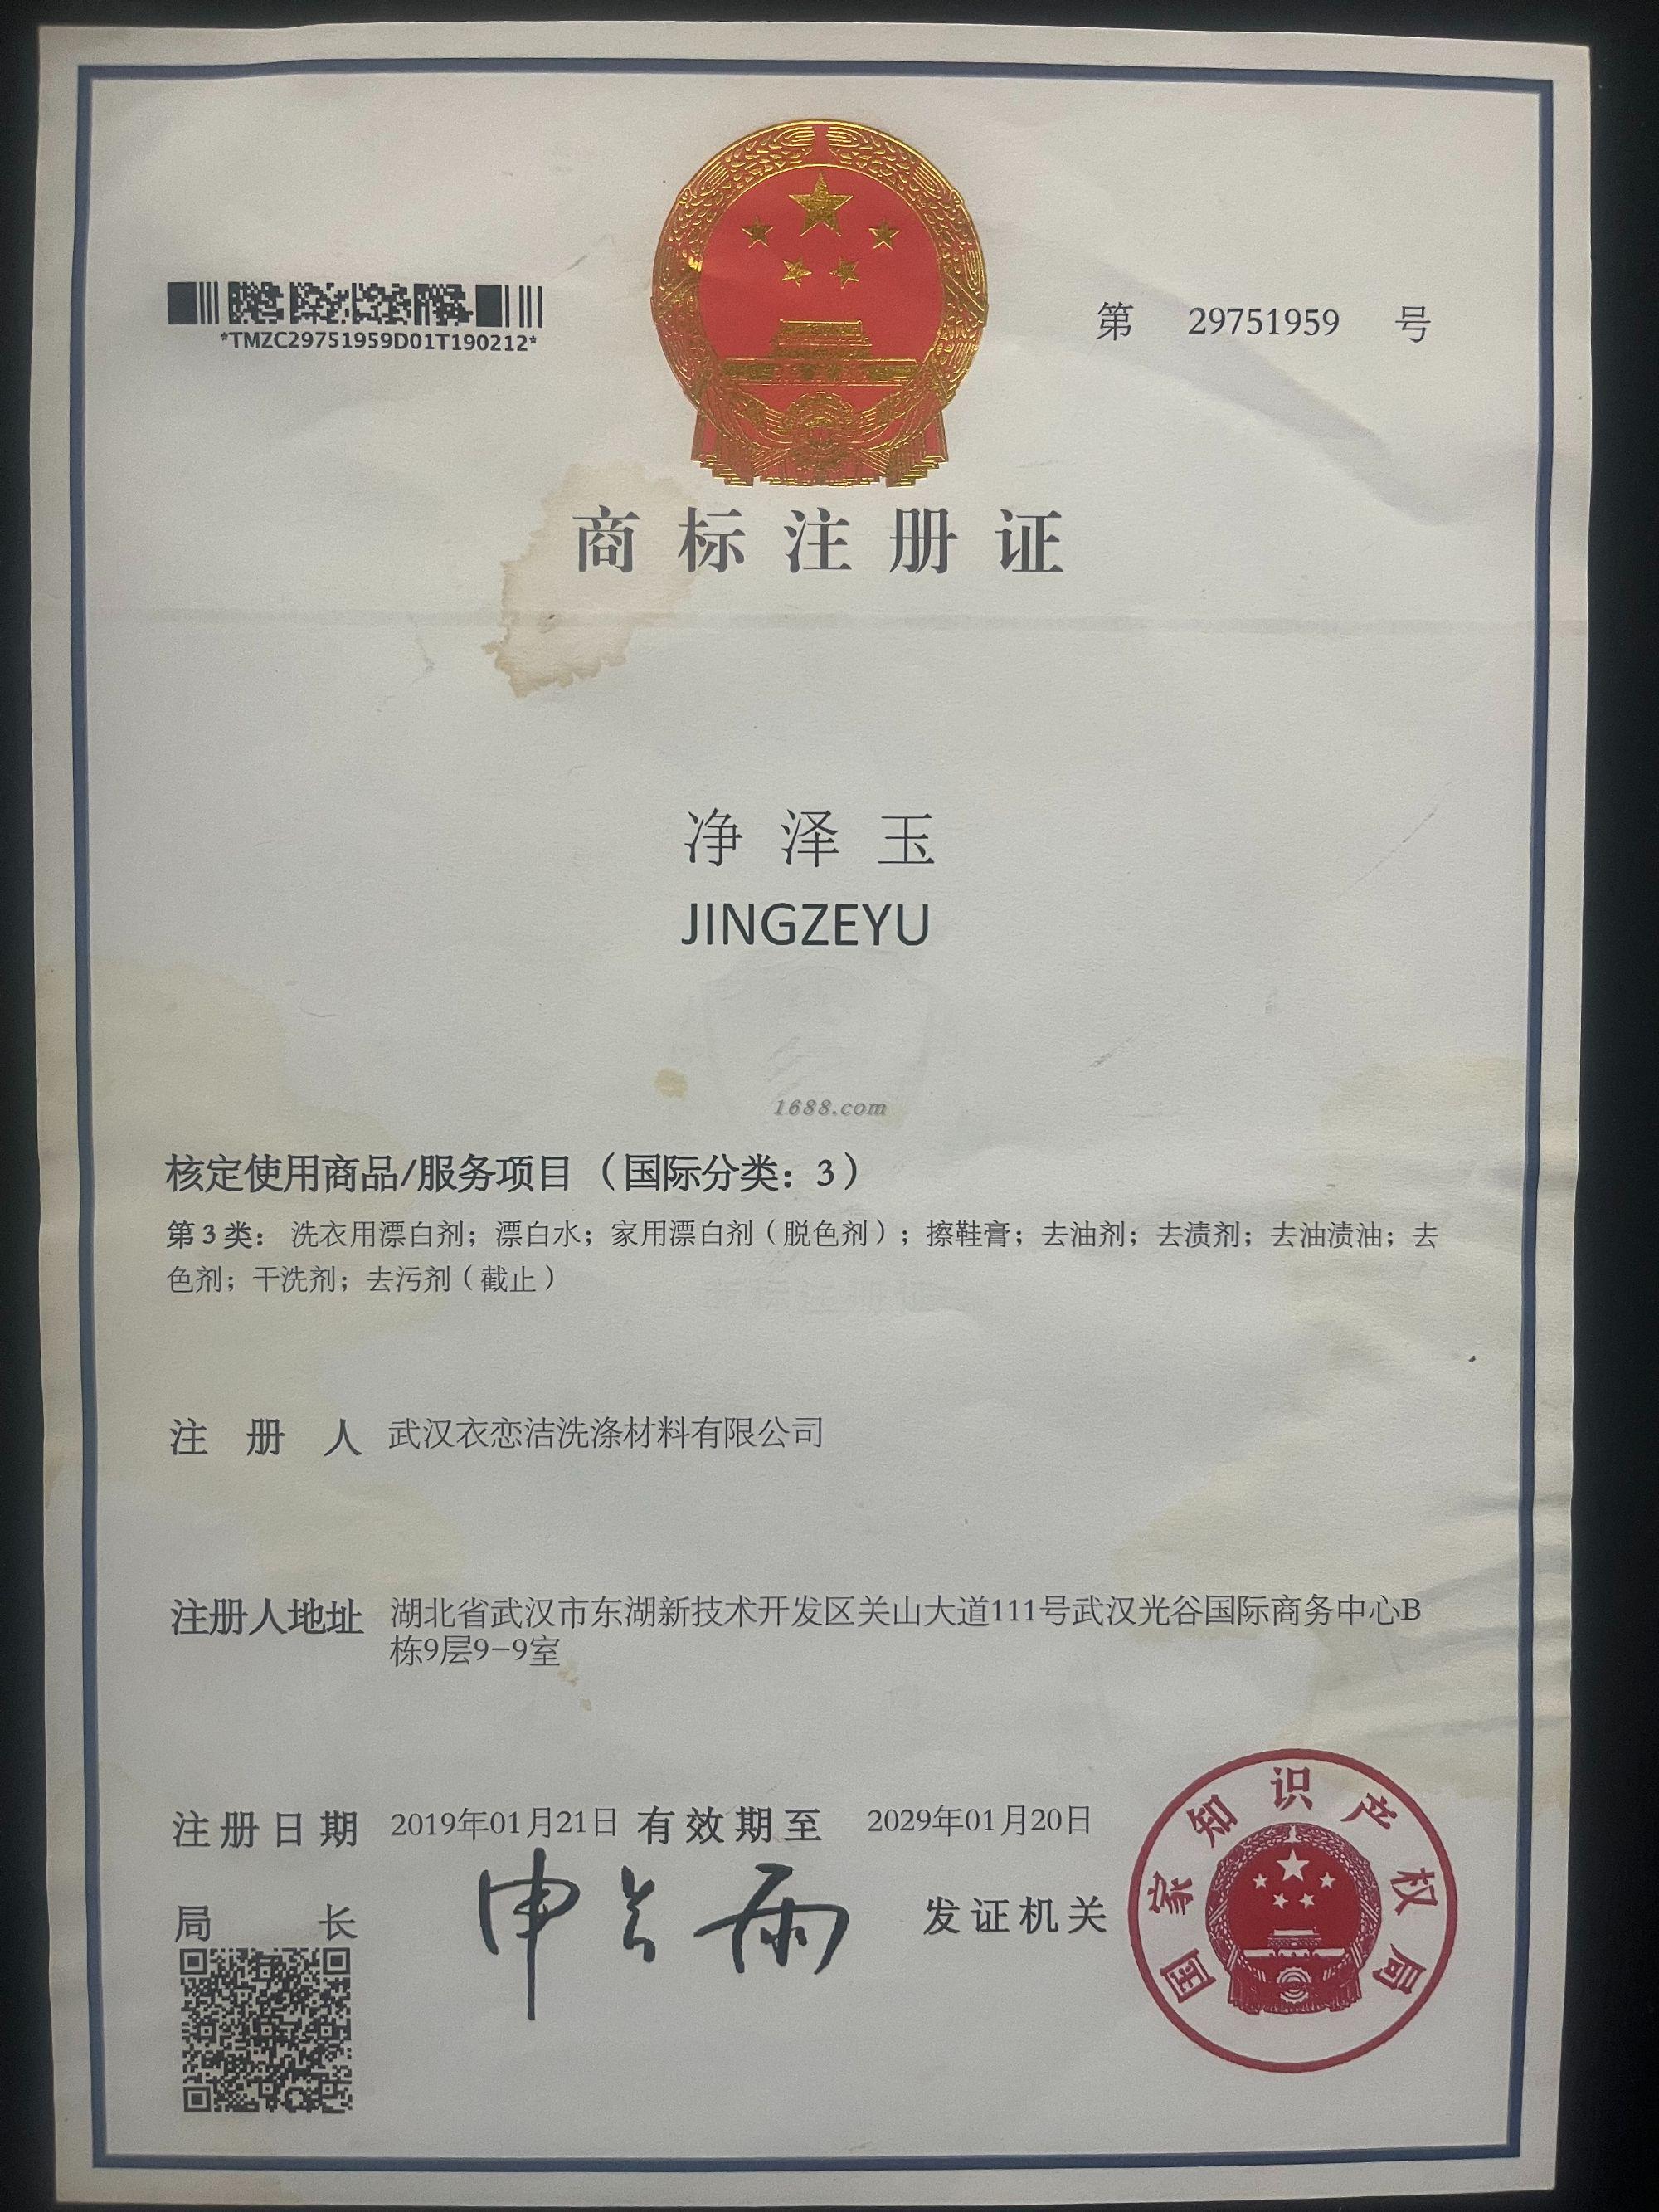 *TMZC29751959D01T190212*
第 29751959 号
商标注册证
净泽玉
JINGZEYU
1688.com
核定使用商品/服务项目（国际分类：3）
第3类：洗衣用漂白剂；漂白水；家用漂白剂（脱色剂）；擦鞋膏；去油剂；去渍剂；去油渍油；去
色剂；干洗剂；去污剂（截止）
注册人 武汉衣恋洁洗涤材料有限公司
注册人地址 湖北省武汉市东湖新技术开发区关山大道111号武汉光谷国际商务中心B
栋9层9-9室
注册日期 2019年01月21日 有效期至 2029年01月20日
局长 申长雨 发证机关
国家知识产权局